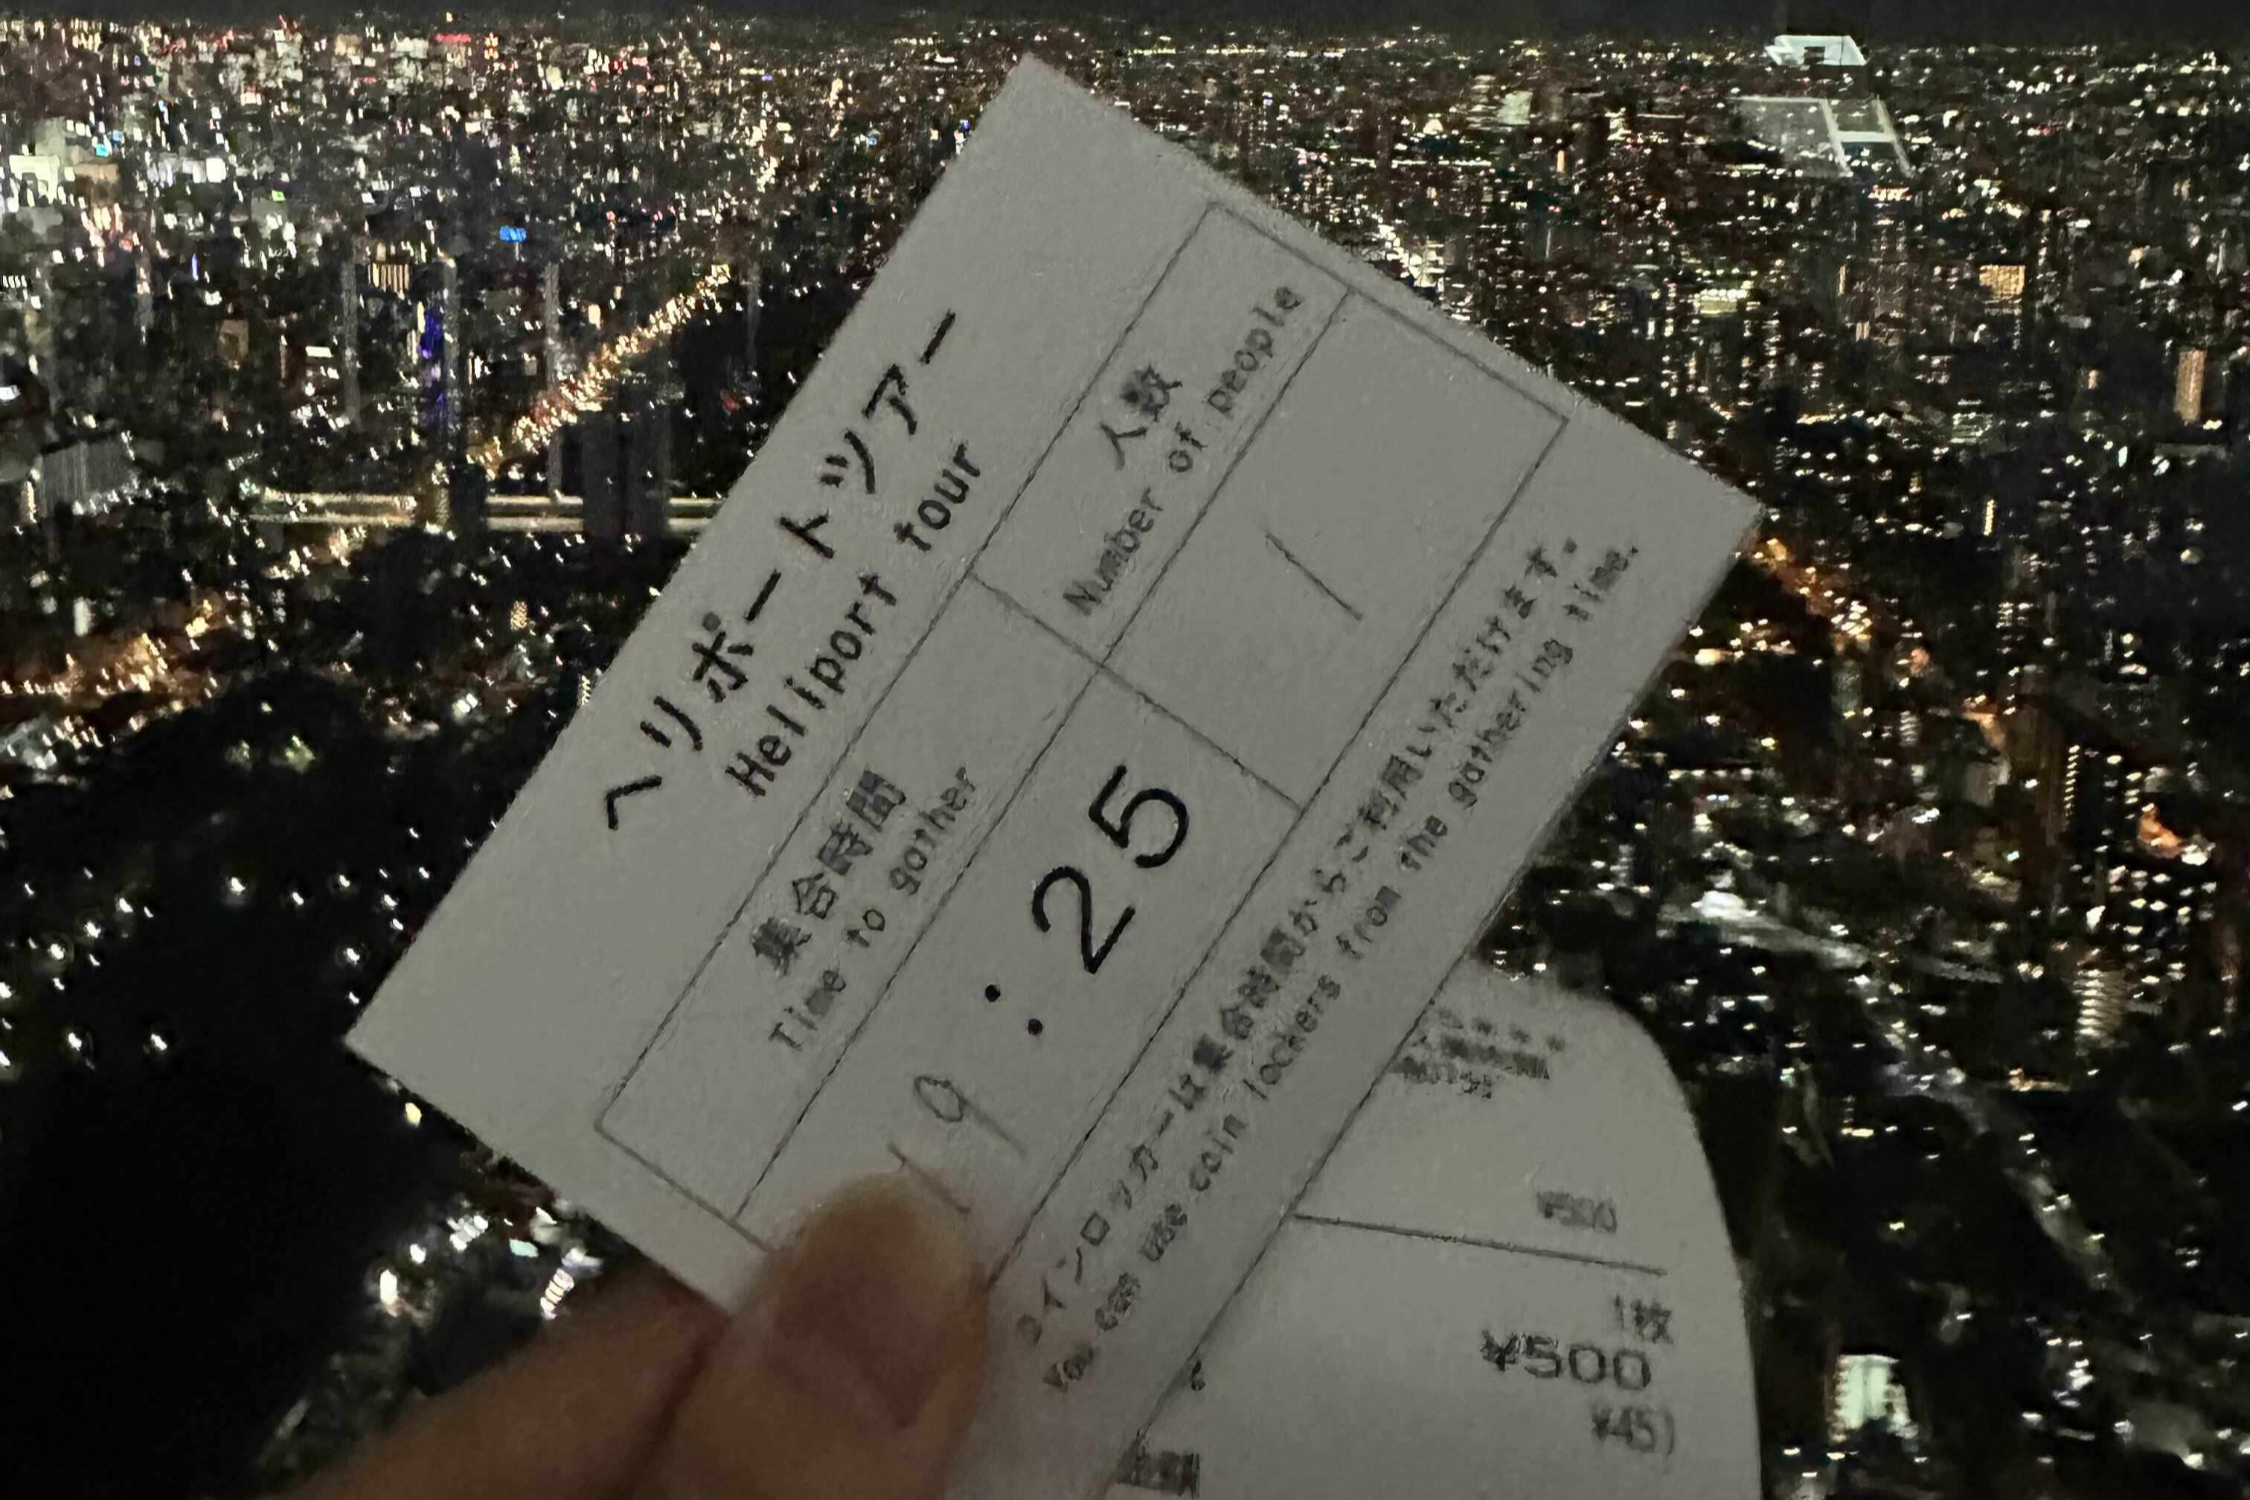 ヘリポートツアー
Heliport tour
集合時間
Time to gather
人数
Number of people
19:25
1
コインロッカーは集合時間からご利用いただけます。
You can use coin lockers from the gathering time.
¥500
1枚
¥500
¥45)